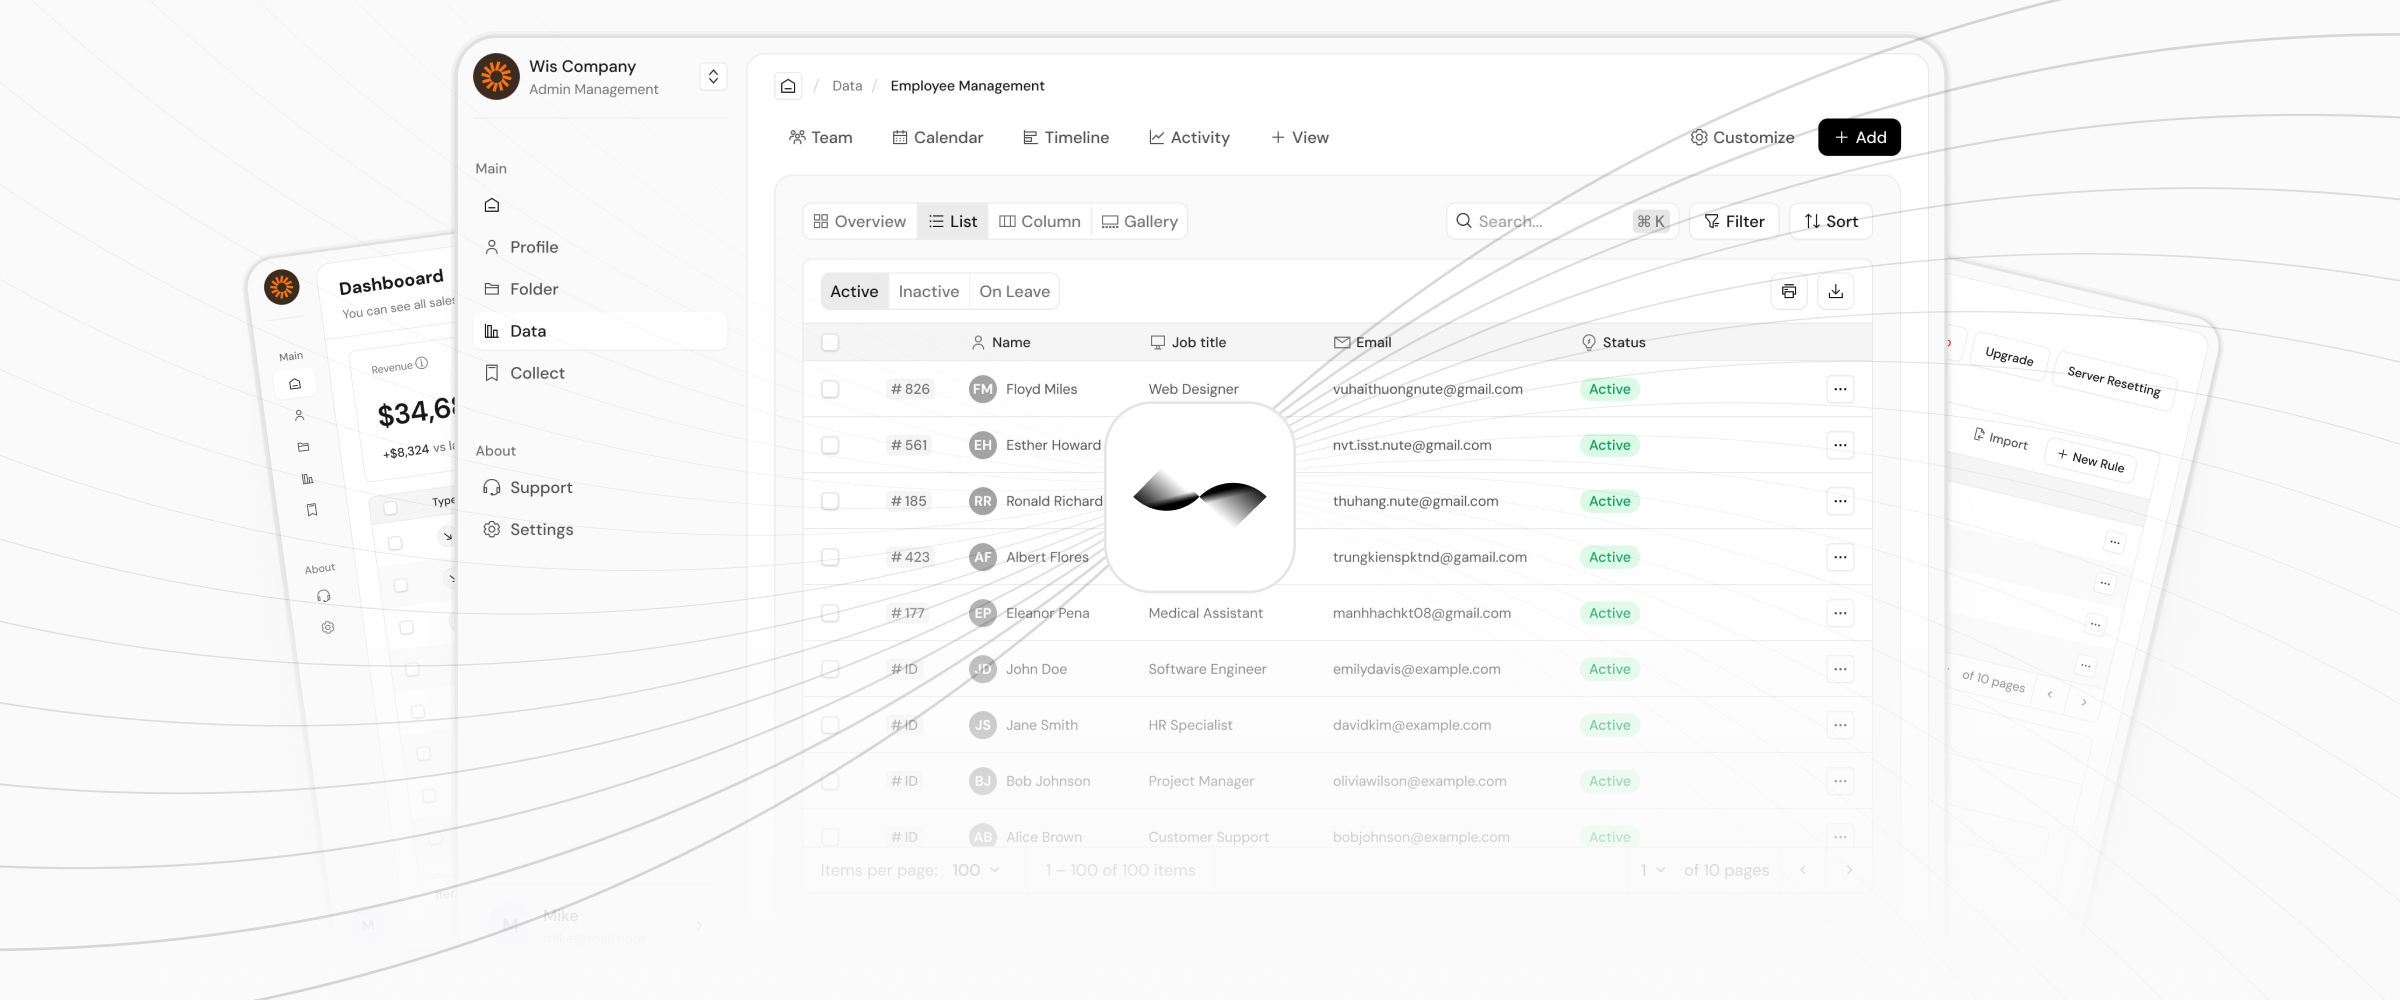 Wis Company
Admin Management
Main
Profile
Folder
Data
Collect
About
Support
Settings
Mike
mike@mail.com
Data / Employee Management
Team Calendar Timeline Activity + View Customize + Add
Overview List Column Gallery Search... ⌘ K Filter Sort
Active Inactive On Leave
Name Job title Email Status
# 826 FM Floyd Miles Web Designer vuhaithuongnute@gmail.com Active
# 561 EH Esther Howard nvt.isst.nute@gmail.com Active
# 185 RR Ronald Richard thuhang.nute@gmail.com Active
# 423 AF Albert Flores trungkienspktnd@gamail.com Active
# 177 EP Eleanor Pena Medical Assistant manhhachkt08@gmail.com Active
# ID JD John Doe Software Engineer emilydavis@example.com Active
# ID JS Jane Smith HR Specialist davidkim@example.com Active
# ID BJ Bob Johnson Project Manager oliviawilson@example.com Active
# ID AB Alice Brown Customer Support bobjohnson@example.com Active
Items per page: 100 1 – 100 of 100 items 1 of 10 pages
Dashbooard
You can see all sales
Main
Revenue
$34,68
+$8,324 vs la
Type
About
Iter
M
M
Upgrade Server Resetting
Import + New Rule
of 10 pages